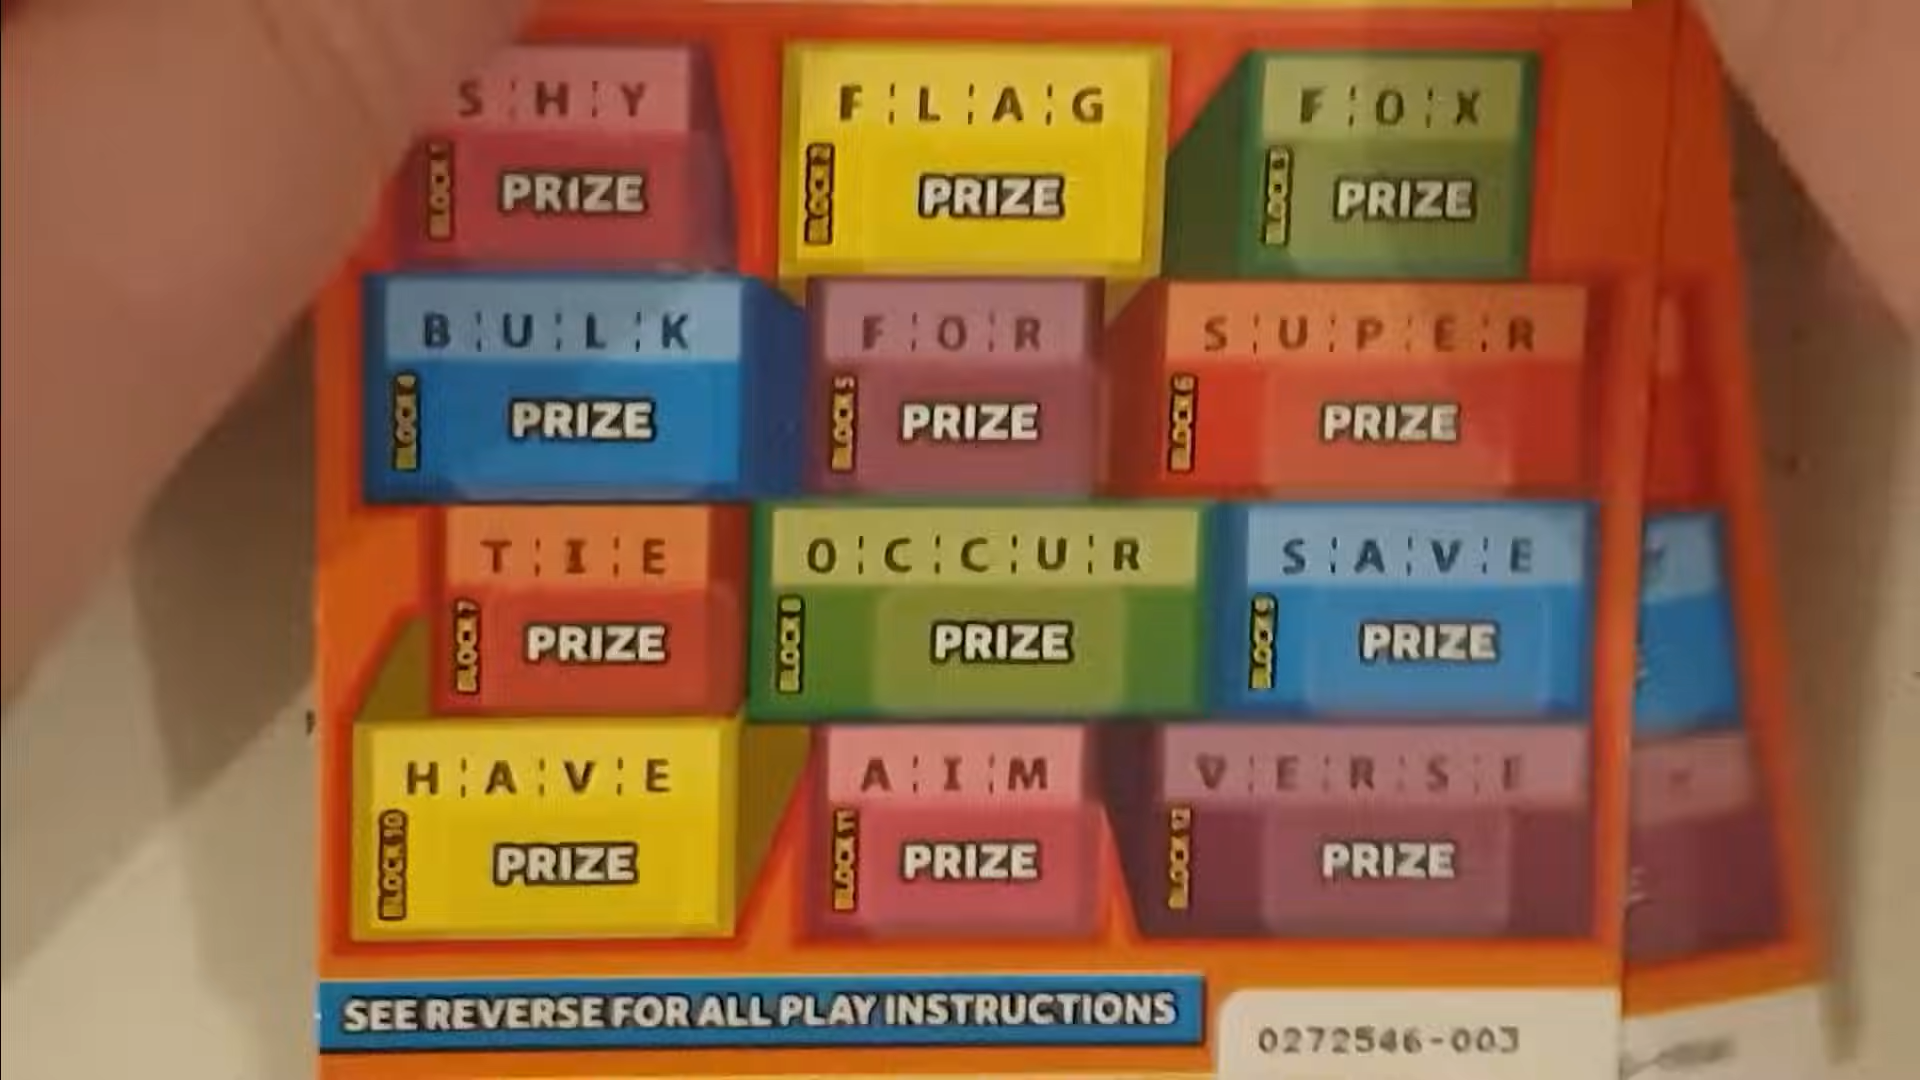 S H Y
BLOCK 1
PRIZE
F L A G
BLOCK 2
PRIZE
F O X
BLOCK 3
PRIZE
B U L K
BLOCK 4
PRIZE
F O R
BLOCK 5
PRIZE
S U P E R
BLOCK 6
PRIZE
T I E
BLOCK 7
PRIZE
O C C U R
BLOCK 8
PRIZE
S A V E
BLOCK 9
PRIZE
H A V E
BLOCK 10
PRIZE
A I M
BLOCK 11
PRIZE
V E R S E
BLOCK 12
PRIZE
SEE REVERSE FOR ALL PLAY INSTRUCTIONS
0272546-003